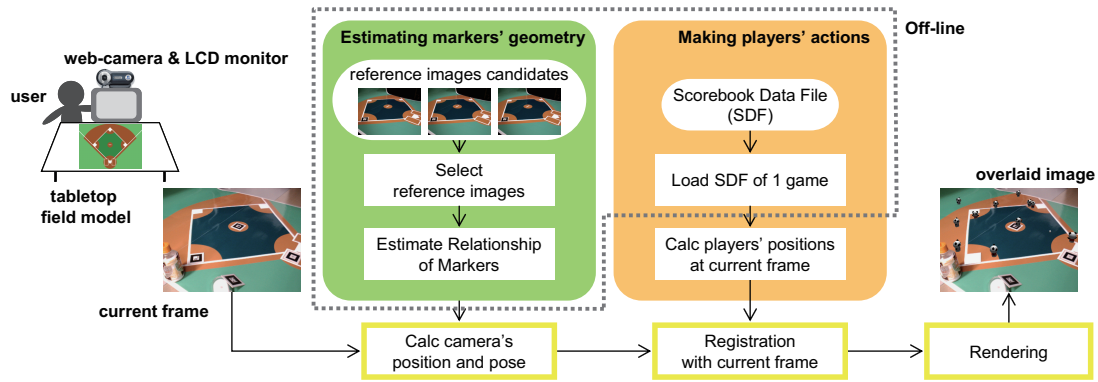 Estimating markers' geometry
Making players' actions
Off-line
web-camera & LCD monitor
user
reference images candidates
Scorebook Data File
(SDF)
Select
reference images
Load SDF of 1 game
tabletop
field model
overlaid image
Estimate Relationship
of Markers
Calc players' positions
at current frame
current frame
Calc camera's
position and pose
Registration
with current frame
Rendering